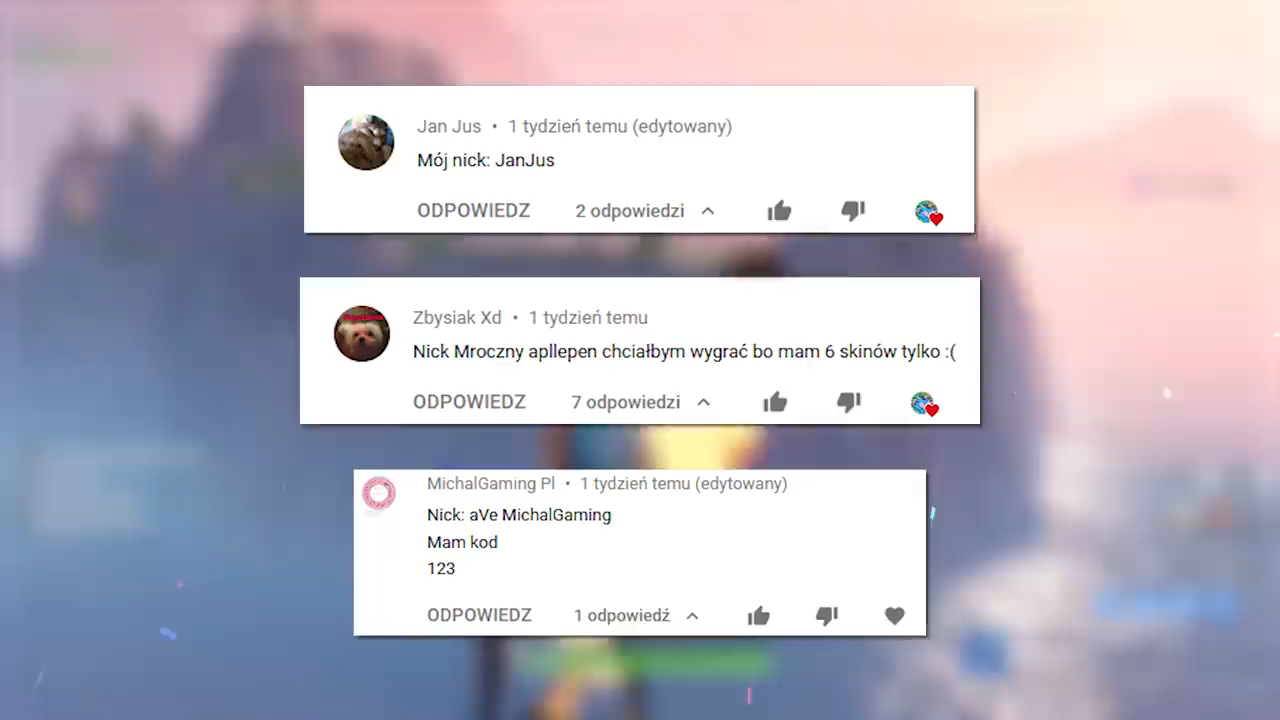 Jan Jus • 1 tydzień temu (edytowany)
Mój nick: JanJus
ODPOWIEDZ 2 odpowiedzi
Zbysiak Xd • 1 tydzień temu
Nick Mroczny apllepen chciałbym wygrać bo mam 6 skinów tylko :(
ODPOWIEDZ 7 odpowiedzi
MichalGaming Pl • 1 tydzień temu (edytowany)
Nick: aVe MichalGaming
Mam kod
123
ODPOWIEDZ 1 odpowiedź